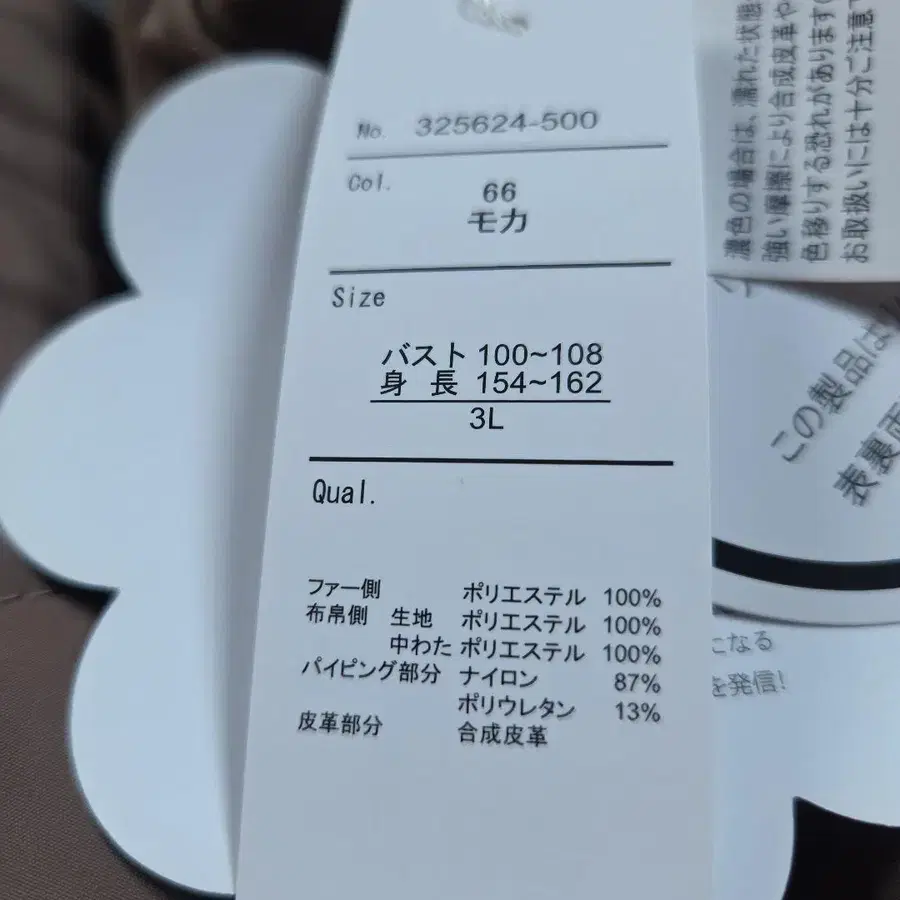 No. 325624-500
Col. 66
モカ
Size
バスト 100~108
身 長 154~162
3L
Qual.
ファー側 ポリエステル 100%
布帛側 生地 ポリエステル 100%
中わた ポリエステル 100%
パイピング部分 ナイロン 87%
ポリウレタン 13%
皮革部分 合成皮革
濃色の場合は、濡れた状態
強い摩擦により合成皮革や
色移りする恐れがあります
お取扱いには十分ご注意
この製品は
表裏両
になる
を発信!